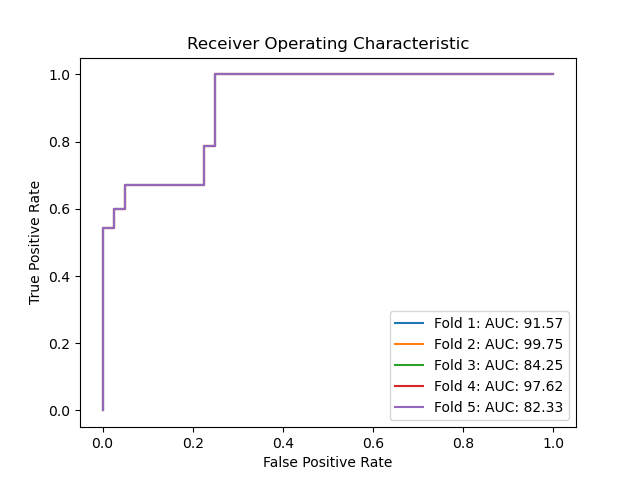 Receiver Operating Characteristic
1.0
0.8
0.6
0.4
0.2
0.0
True Positive Rate
Fold 1: AUC: 91.57
Fold 2: AUC: 99.75
Fold 3: AUC: 84.25
Fold 4: AUC: 97.62
Fold 5: AUC: 82.33
0.0 0.2 0.4 0.6 0.8 1.0
False Positive Rate